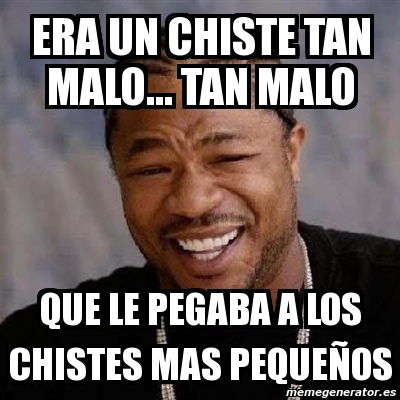 ERA UN CHISTE TAN
MALO... TAN MALO
QUE LE PEGABA A LOS
CHISTES MAS PEQUEÑOS
memegenerator.es